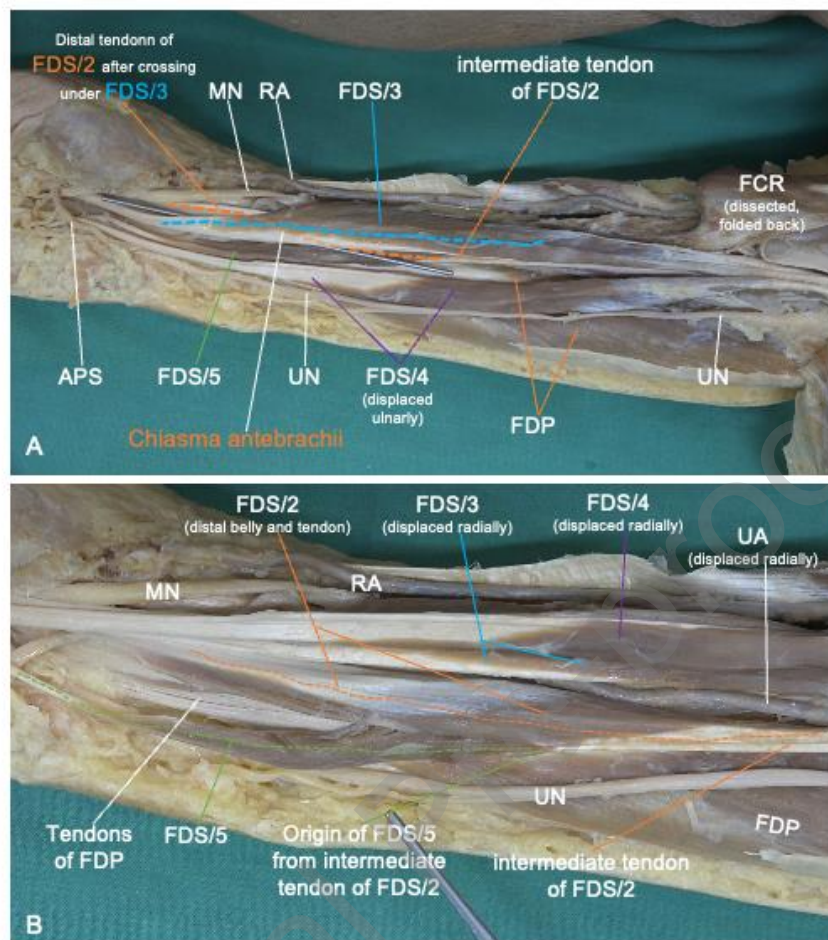 Distal tendonn of
FDS/2 after crossing
under FDS/3
MN
RA
FDS/3
intermediate tendon
of FDS/2
FCR
(dissected,
folded back)
APS
FDS/5
UN
FDS/4
(displaced
ulnarly)
FDP
UN
Chiasma antebrachii
A
FDS/2
(distal belly and tendon)
FDS/3
(displaced radially)
FDS/4
(displaced radially)
UA
(displaced radially)
MN
RA
UN
FDP
Tendons
of FDP
FDS/5
Origin of FDS/5
from intermediate
tendon of FDS/2
intermediate tendon
of FDS/2
B